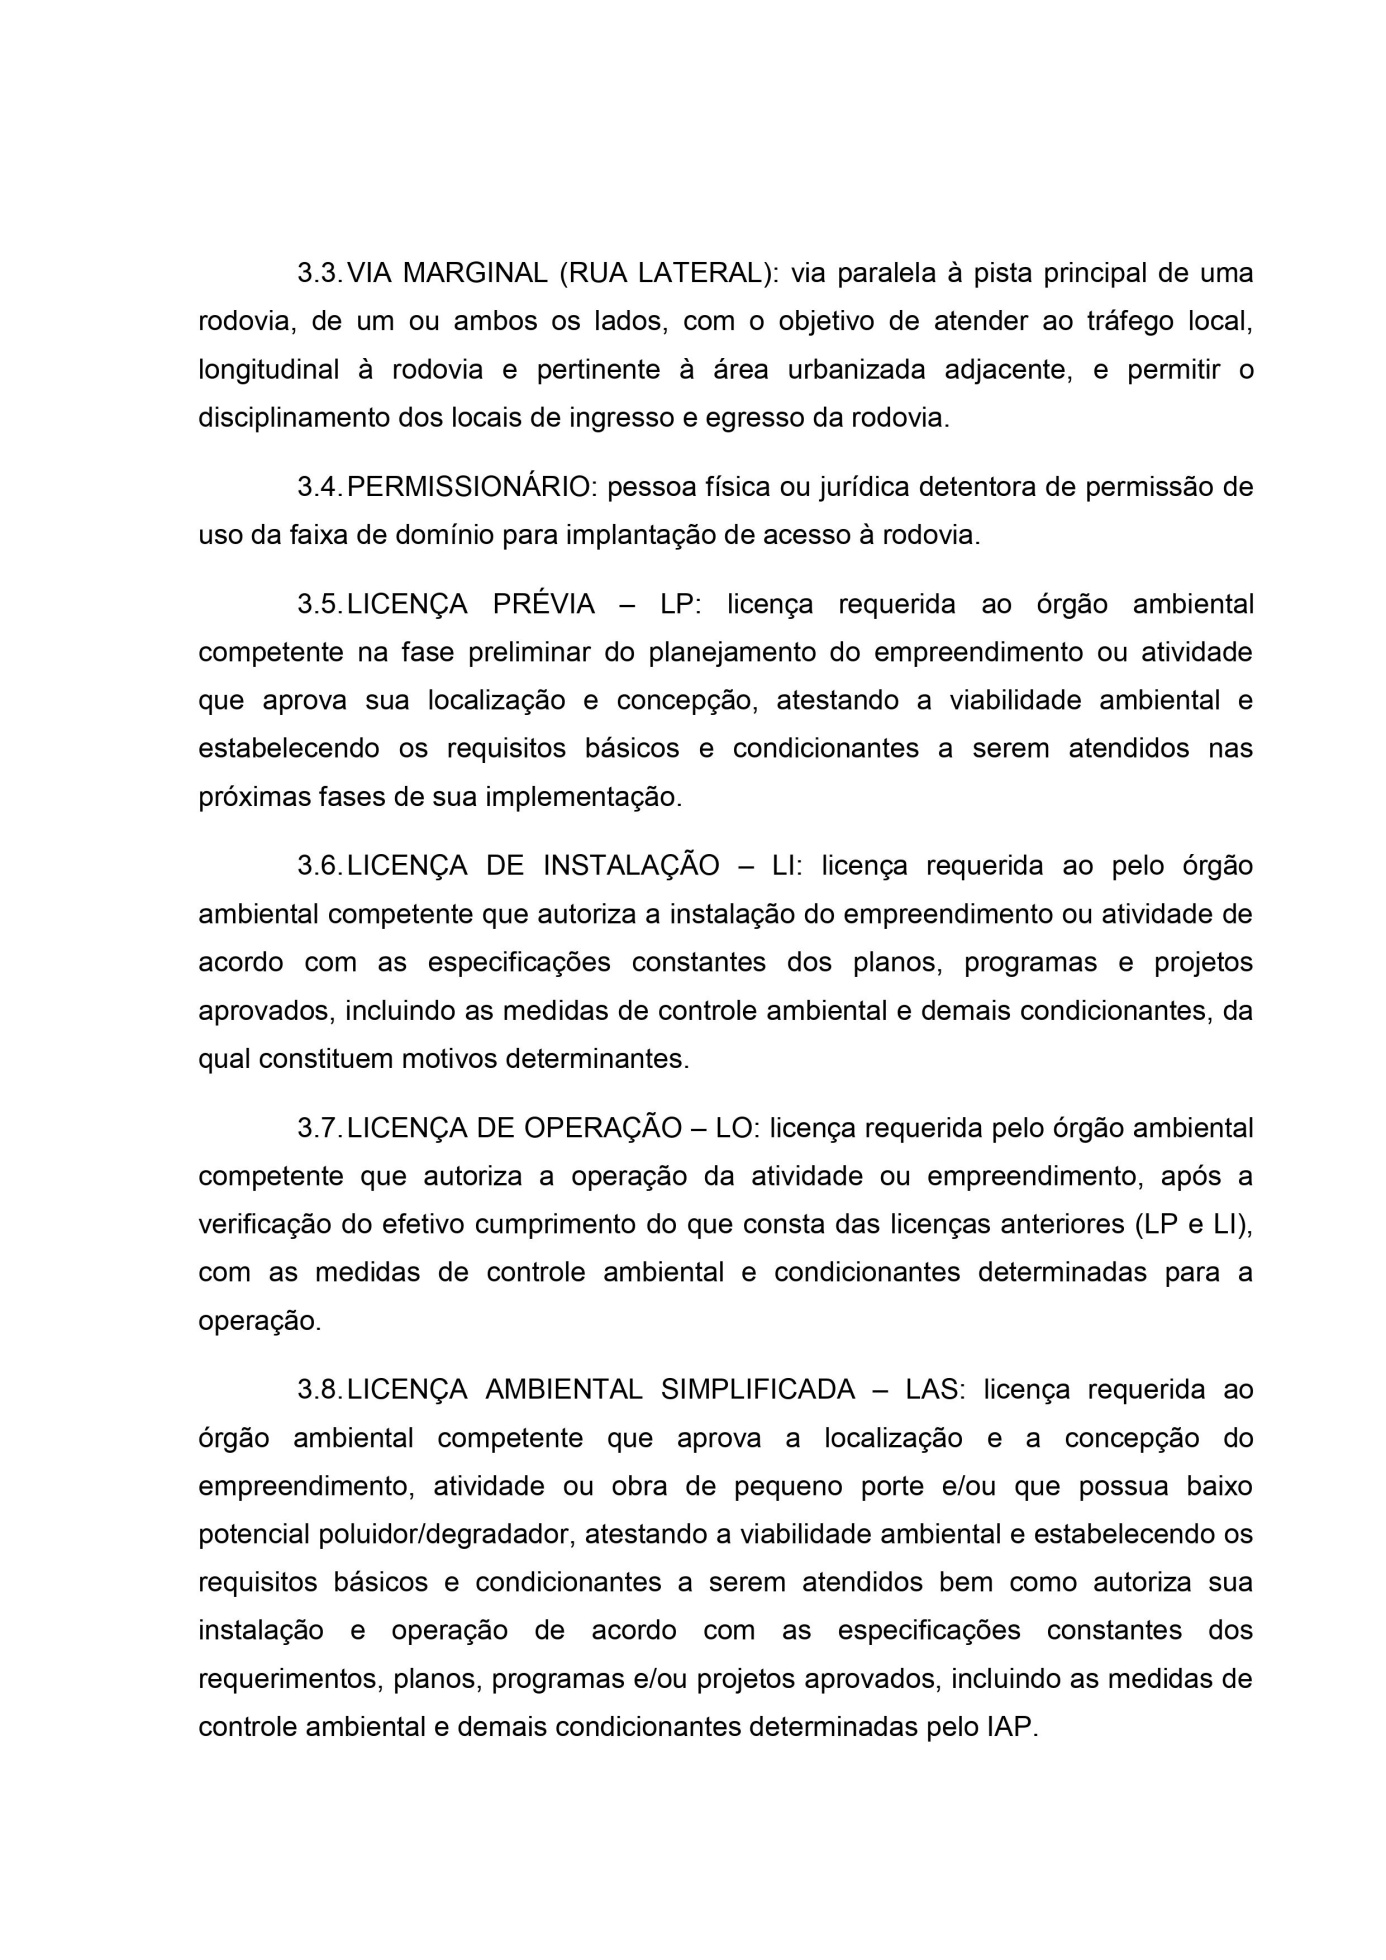 3.3. VIA MARGINAL (RUA LATERAL): via paralela à pista principal de uma
rodovia, de um ou ambos os lados, com o objetivo de atender ao tráfego local,
longitudinal à rodovia e pertinente à área urbanizada adjacente, e permitir o
disciplinamento dos locais de ingresso e egresso da rodovia.
3.4. PERMISSIONÁRIO: pessoa física ou jurídica detentora de permissão de
uso da faixa de domínio para implantação de acesso à rodovia.
3.5. LICENÇA PRÉVIA – LP: licença requerida ao órgão ambiental
competente na fase preliminar do planejamento do empreendimento ou atividade
que aprova sua localização e concepção, atestando a viabilidade ambiental e
estabelecendo os requisitos básicos e condicionantes a serem atendidos nas
próximas fases de sua implementação.
3.6. LICENÇA DE INSTALAÇÃO – LI: licença requerida ao pelo órgão
ambiental competente que autoriza a instalação do empreendimento ou atividade de
acordo com as especificações constantes dos planos, programas e projetos
aprovados, incluindo as medidas de controle ambiental e demais condicionantes, da
qual constituem motivos determinantes.
3.7. LICENÇA DE OPERAÇÃO – LO: licença requerida pelo órgão ambiental
competente que autoriza a operação da atividade ou empreendimento, após a
verificação do efetivo cumprimento do que consta das licenças anteriores (LP e LI),
com as medidas de controle ambiental e condicionantes determinadas para a
operação.
3.8. LICENÇA AMBIENTAL SIMPLIFICADA – LAS: licença requerida ao
órgão ambiental competente que aprova a localização e a concepção do
empreendimento, atividade ou obra de pequeno porte e/ou que possua baixo
potencial poluidor/degradador, atestando a viabilidade ambiental e estabelecendo os
requisitos básicos e condicionantes a serem atendidos bem como autoriza sua
instalação e operação de acordo com as especificações constantes dos
requerimentos, planos, programas e/ou projetos aprovados, incluindo as medidas de
controle ambiental e demais condicionantes determinadas pelo IAP.